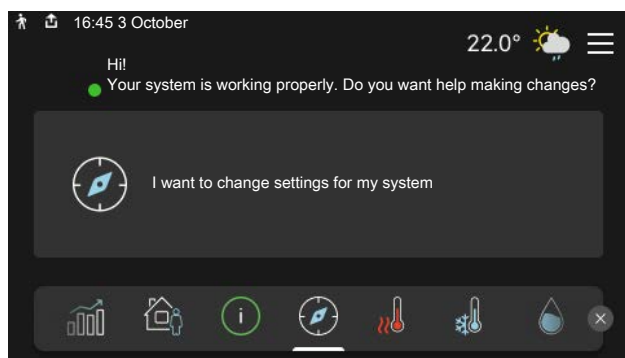 16:45 3 October
22.0°
Hi!
Your system is working properly. Do you want help making changes?
I want to change settings for my system
i